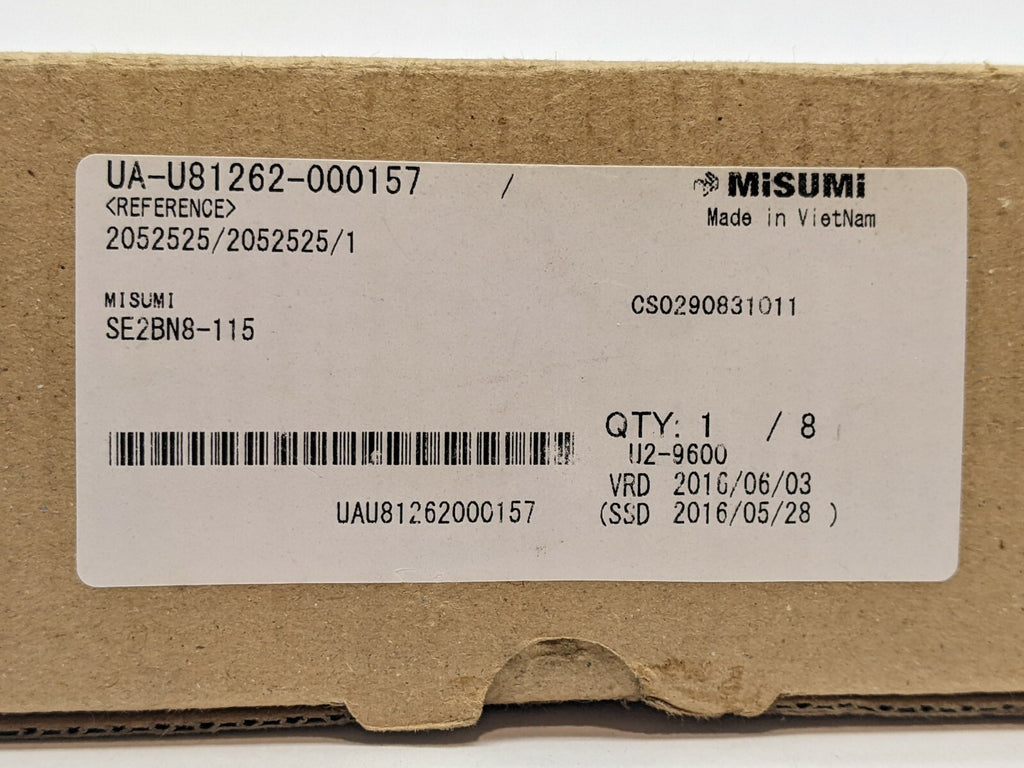 UA-U81262-000157 /
MiSUMi
<REFERENCE>
Made in VietNam
2052525/2052525/1
MISUMI
CS0290831011
SE2BN8-115
QTY: 1 / 8
U2-9600
VRD 2016/06/03
UAU81262000157
(SSD 2016/05/28 )